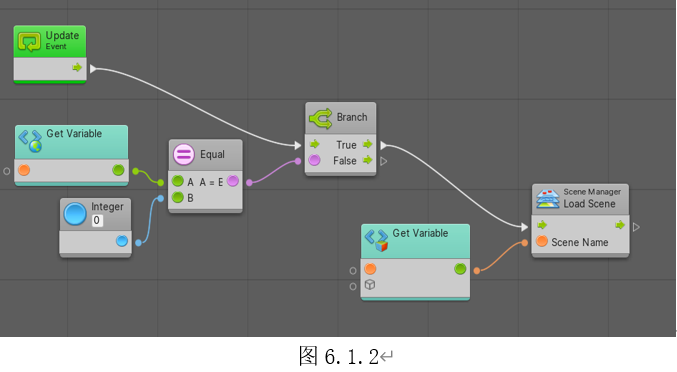 Update
Event
Get Variable
Equal
A A = E
B
Integer
0
Branch
True
False
Get Variable
Scene Manager
Load Scene
Scene Name
图 6.1.2